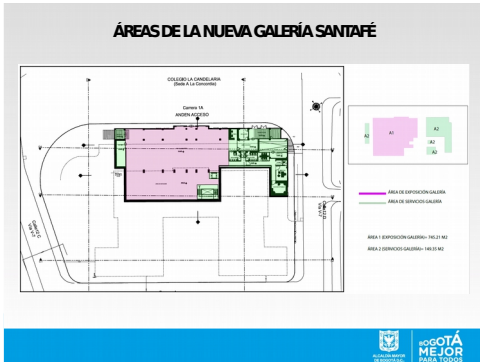 ÁREAS DE LA NUEVA GALERÍA SANTAFÉ
COLEGIO LA CANDELARIA
(Sede A La Concordia)
Carrera 1A
ANDEN ACCESO
A2
A1
A2
A2
A2
ÁREA DE EXPOSICIÓN GALERÍA
ÁREA DE SERVICIOS GALERÍA
ÁREA 1 (EXPOSICIÓN GALERÍA)= 745.21 M2
ÁREA 2 (SERVICIOS GALERÍA)= 149.35 M2
ALCALDÍA MAYOR
DE BOGOTÁ D.C.
BOGOTÁ
MEJOR
PARA TODOS